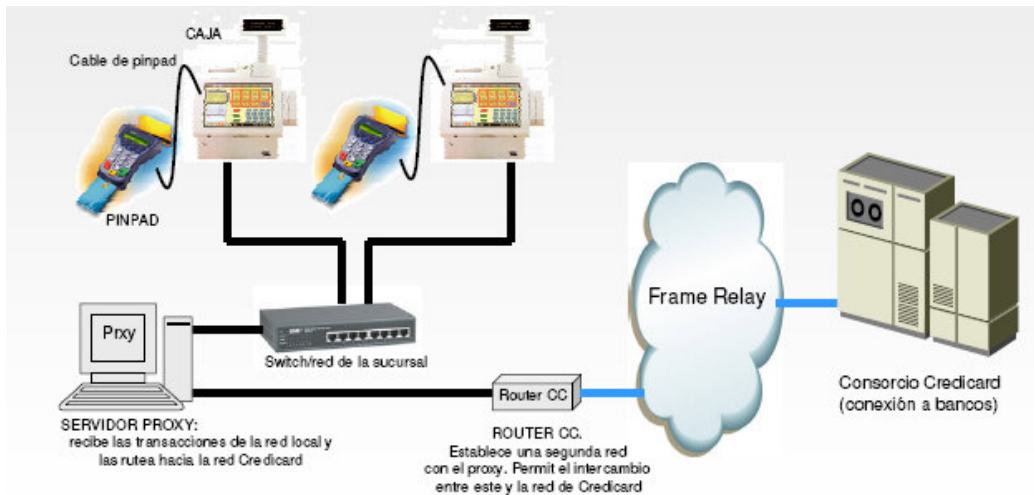 CAJA
Cable de pinpad
PINPAD
Prxy
Switch/red de la sucursal
SERVIDOR PROXY:
recibe las transacciones de la red local y
las rutea hacia la red Credicard
Router CC
ROUTER CC.
Establece una segunda red
con el proxy. Permit el intercambio
entre este y la red de Credicard
Frame Relay
Consorcio Credicard
(conexión a bancos)